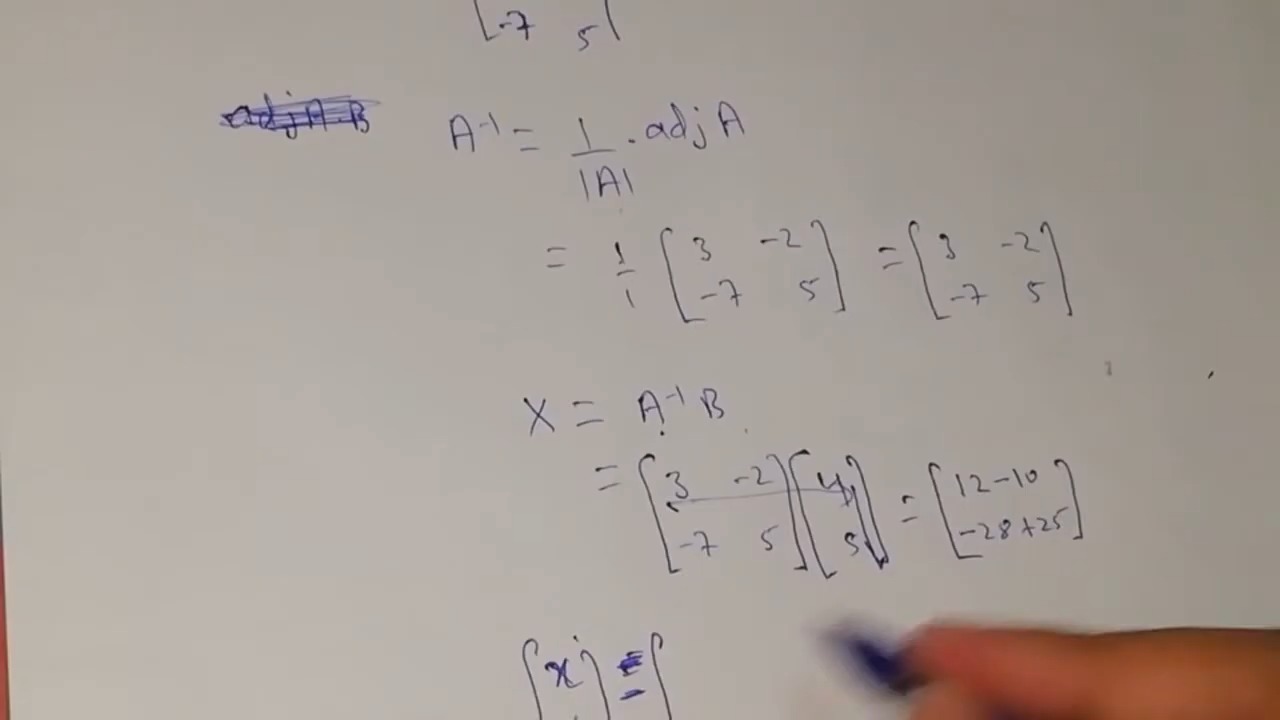 [-7 5]
adjA.B
A⁻¹ = 1/|A| . adj A
= 1/1 [3 -2; -7 5] = [3 -2; -7 5]
X = A⁻¹ B
= [3 -2; -7 5] [4; 5] = [12-10; -28+25]
[x] = [